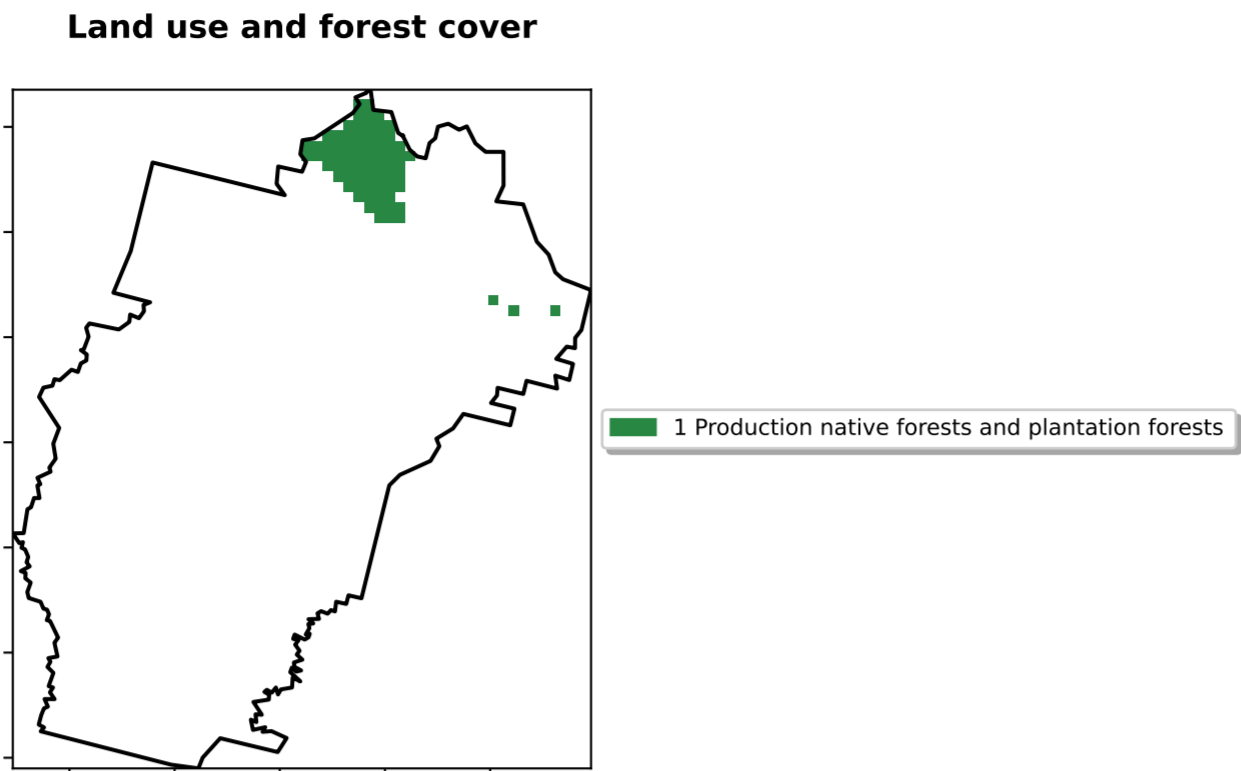 Land use and forest cover
1 Production native forests and plantation forests